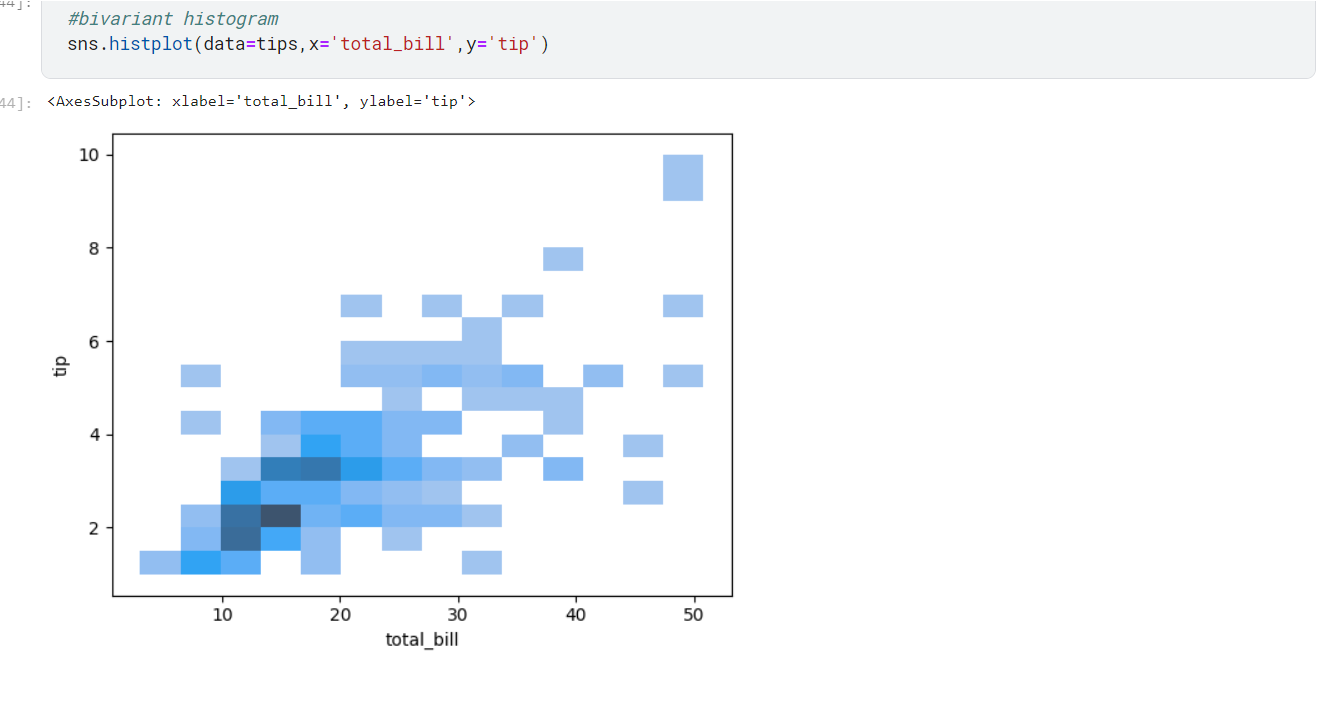 #bivariant histogram
sns.histplot(data=tips,x='total_bill',y='tip')
44]:
<AxesSubplot: xlabel='total_bill', ylabel='tip'>
10
8
6
4
2
tip
10 20 30 40 50
total_bill